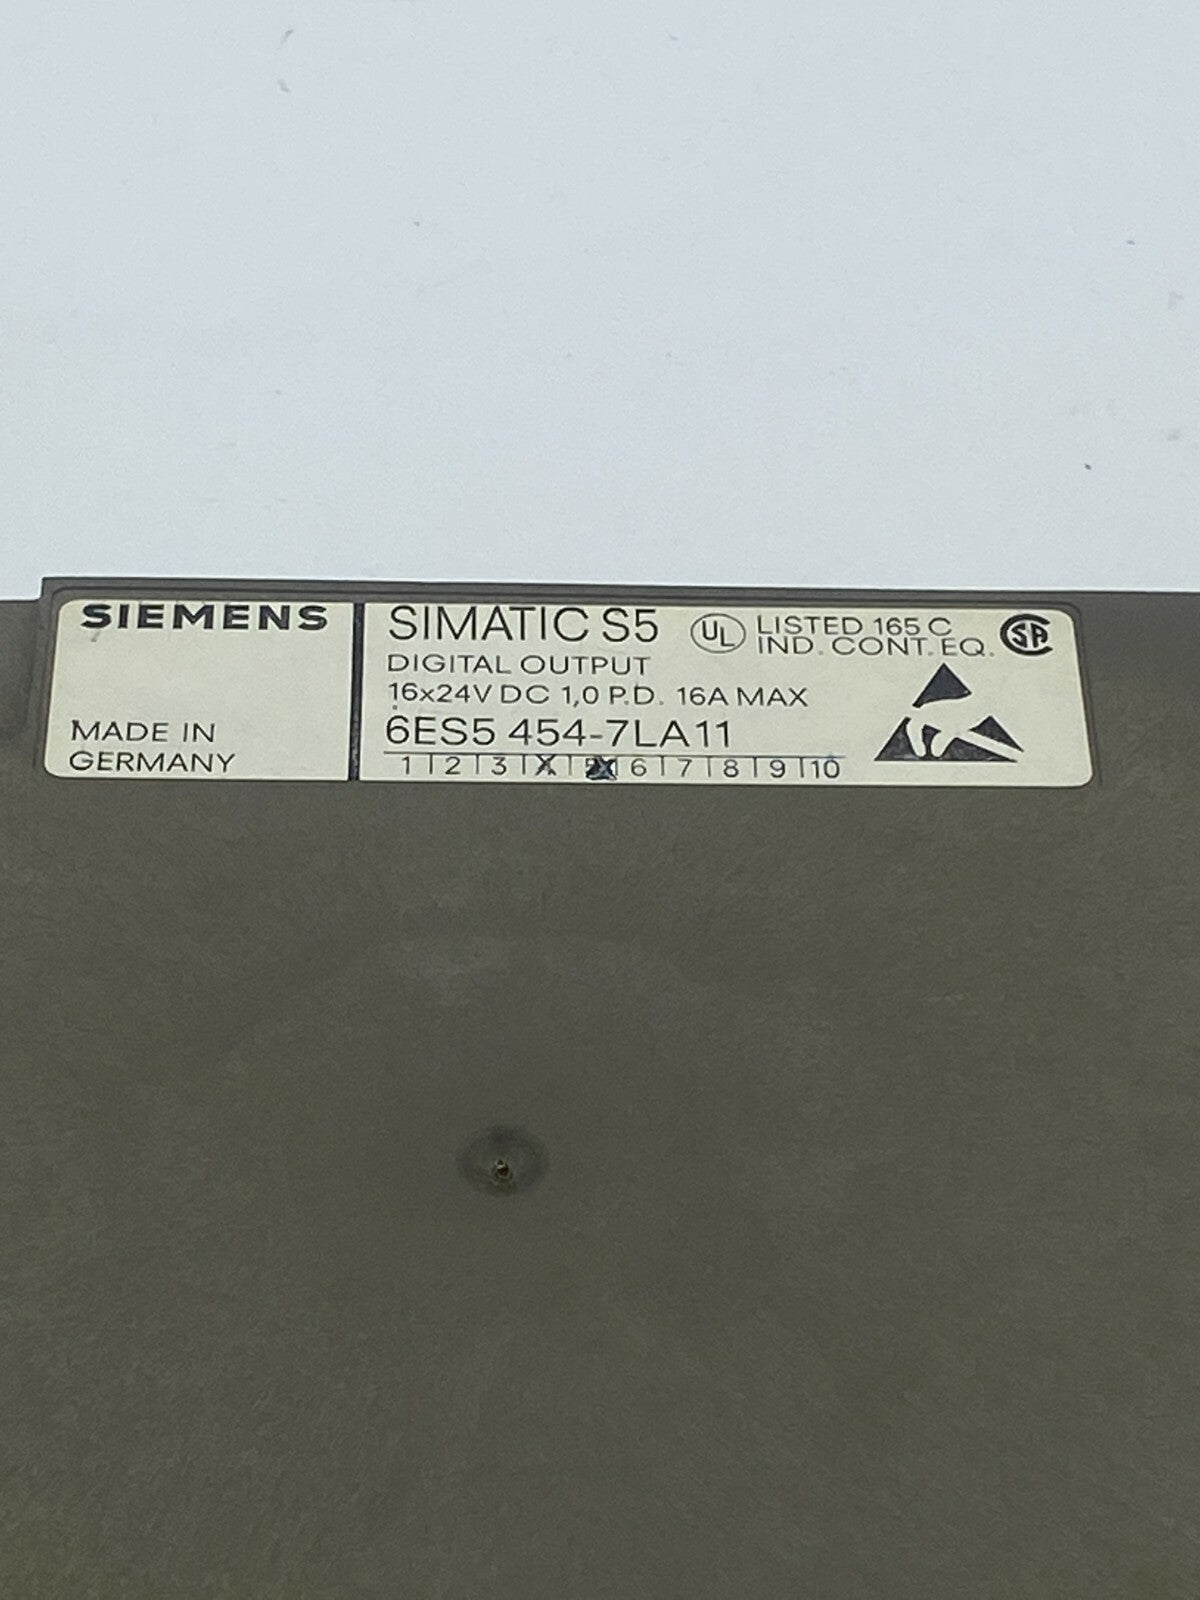 SIEMENS
MADE IN
GERMANY
SIMATIC S5
DIGITAL OUTPUT
16x24V DC 1,0 P.D. 16A MAX
6ES5 454-7LA11
1 2 3 6 7 8 9 10
UL
LISTED 165 C
IND. CONT. EQ.
SA